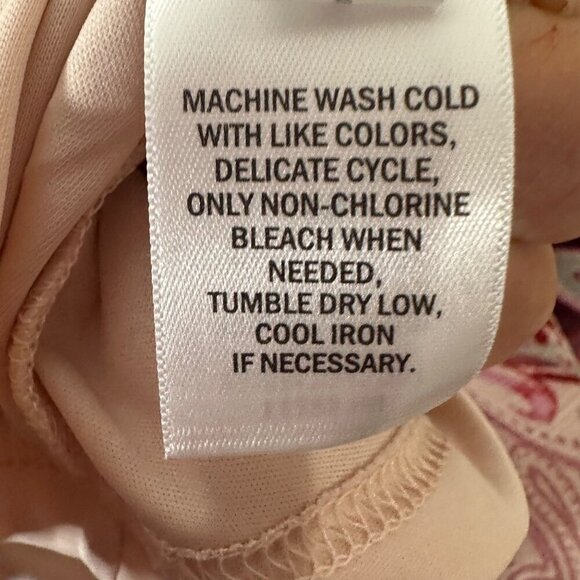 MACHINE WASH COLD
WITH LIKE COLORS,
DELICATE CYCLE,
ONLY NON-CHLORINE
BLEACH WHEN
NEEDED,
TUMBLE DRY LOW,
COOL IRON
IF NECESSARY.